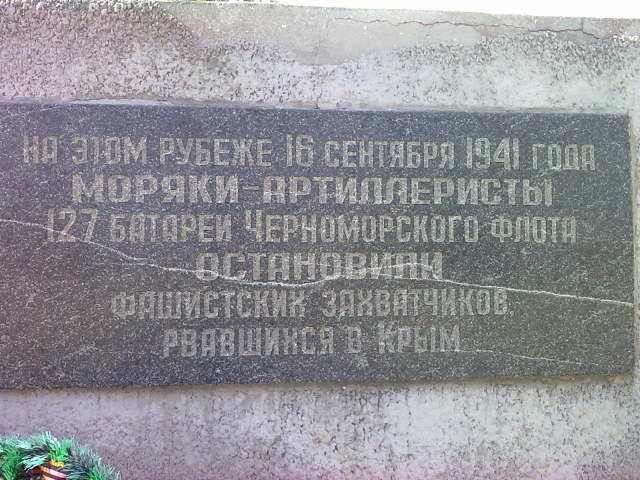 На этом рубеже 16 сентября 1941 года
моряки-артиллеристы
127 батареи Черноморского флота
остановили
фашистских захватчиков,
рвавшихся в Крым